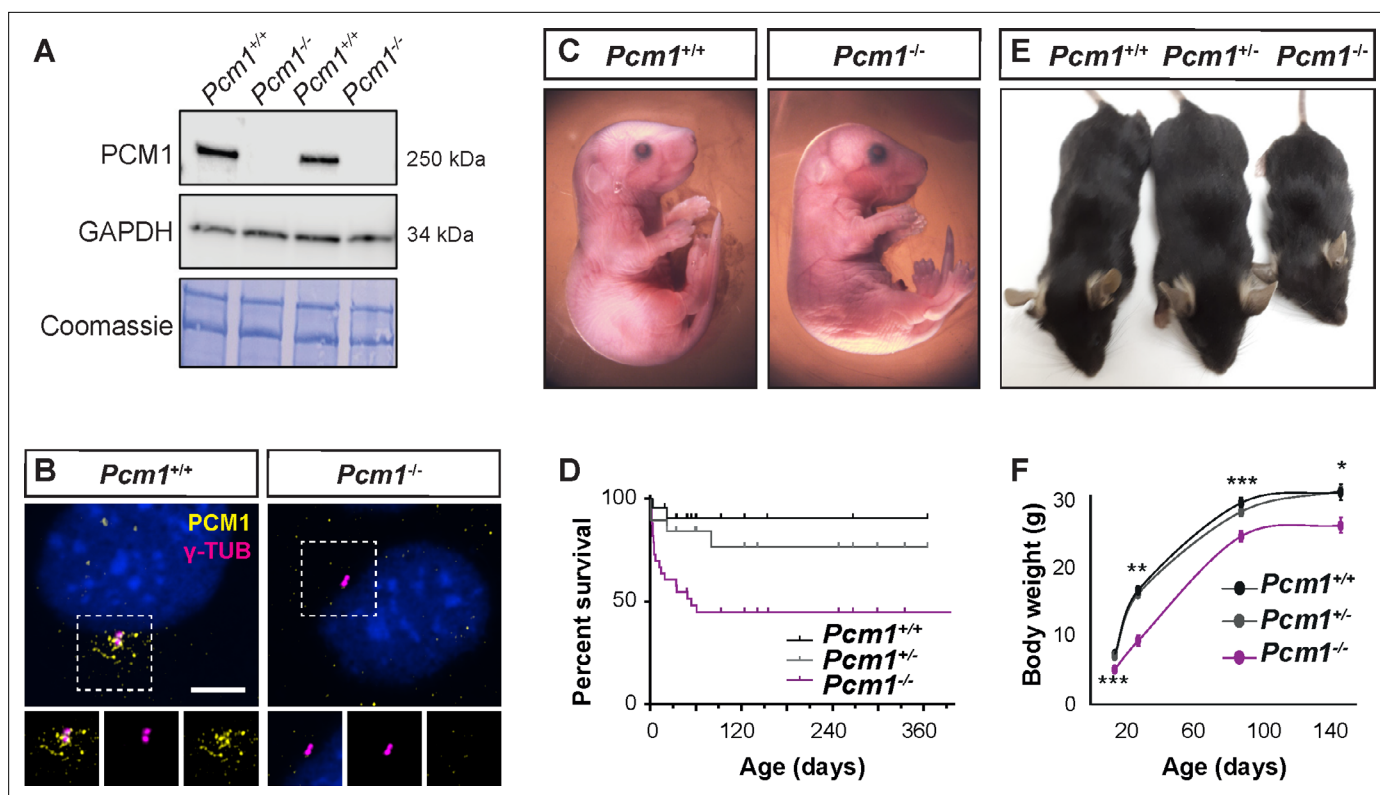 A
Pcm1+/+ Pcm1-/- Pcm1+/+ Pcm1-/-
PCM1 250 kDa
GAPDH 34 kDa
Coomassie
B
Pcm1+/+ Pcm1-/-
PCM1
γ-TUB
C
Pcm1+/+ Pcm1-/-
D
Percent survival
100
50
0
0 120 240 360
Age (days)
Pcm1+/+
Pcm1+/-
Pcm1-/-
E
Pcm1+/+ Pcm1+/- Pcm1-/-
F
Body weight (g)
30
20
10
0
20 60 100 140
Age (days)
***
**
***
*
Pcm1+/+
Pcm1+/-
Pcm1-/-